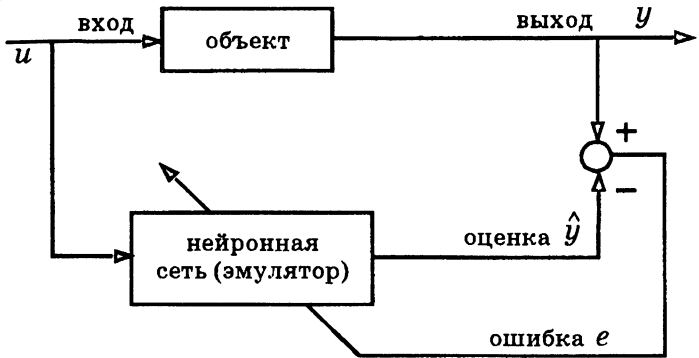 вход
выход y
объект
u
+
−
нейронная
сеть (эмулятор)
оценка ŷ
ошибка e